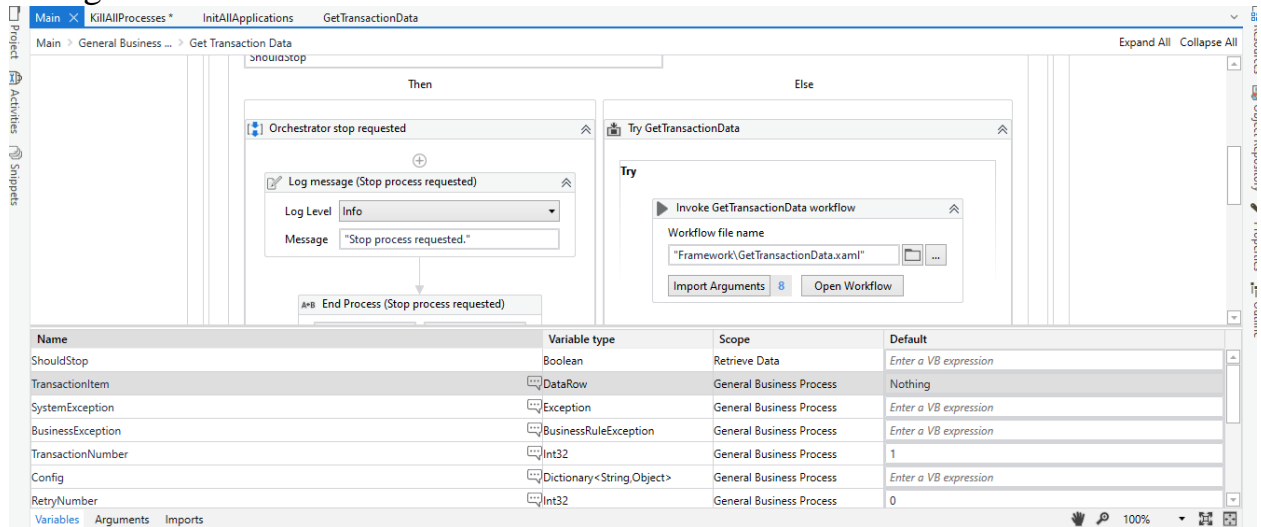 Main
KillAllProcesses *
InitAllApplications
GetTransactionData
Main > General Business ... > Get Transaction Data
Expand All Collapse All
Project
Activities
Snippets
Resources
Object Repository
Properties
Outline
ShouldStop
Then
Else
Orchestrator stop requested
Log message (Stop process requested)
Log Level Info
Message "Stop process requested."
A+B End Process (Stop process requested)
Try GetTransactionData
Try
Invoke GetTransactionData workflow
Workflow file name
"Framework\GetTransactionData.xaml" ...
Import Arguments 8 Open Workflow
Name Variable type Scope Default
ShouldStop Boolean Retrieve Data Enter a VB expression
TransactionItem DataRow General Business Process Nothing
SystemException Exception General Business Process Enter a VB expression
BusinessException BusinessRuleException General Business Process Enter a VB expression
TransactionNumber Int32 General Business Process 1
Config Dictionary<String,Object> General Business Process Enter a VB expression
RetryNumber Int32 General Business Process 0
Variables Arguments Imports
100%